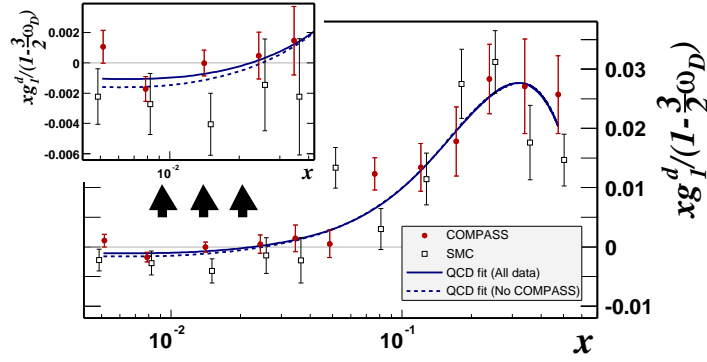 xg₁ᵈ/(1-3/2ω_D)
0.002
0
-0.002
-0.004
-0.006
10⁻²
x
xg₁ᵈ/(1-3/2ω_D)
0.03
0.02
0.01
0
-0.01
COMPASS
SMC
QCD fit (All data)
QCD fit (No COMPASS)
10⁻²
10⁻¹
x